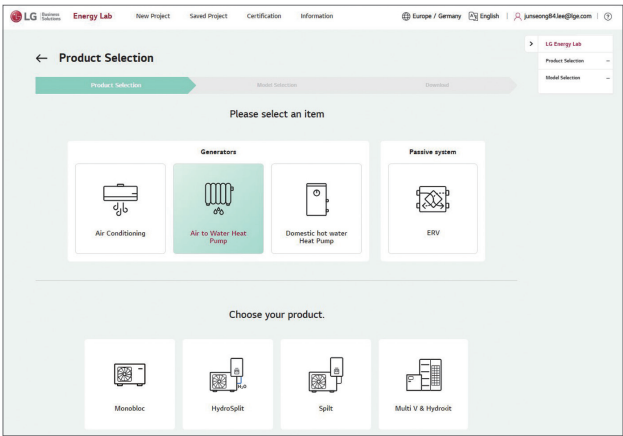 LG Business Solutions Energy Lab New Project Saved Project Certification Information Europe / Germany English junseong84.lee@lge.com
LG Energy Lab
Product Selection
Model Selection
← Product Selection
Product Selection Model Selection Download
Please select an item
Generators Passive system
Air Conditioning
Air to Water Heat
Pump
Domestic hot water
Heat Pump
ERV
Choose your product.
H₂O
Monobloc HydroSplit Split Multi V & Hydrokit